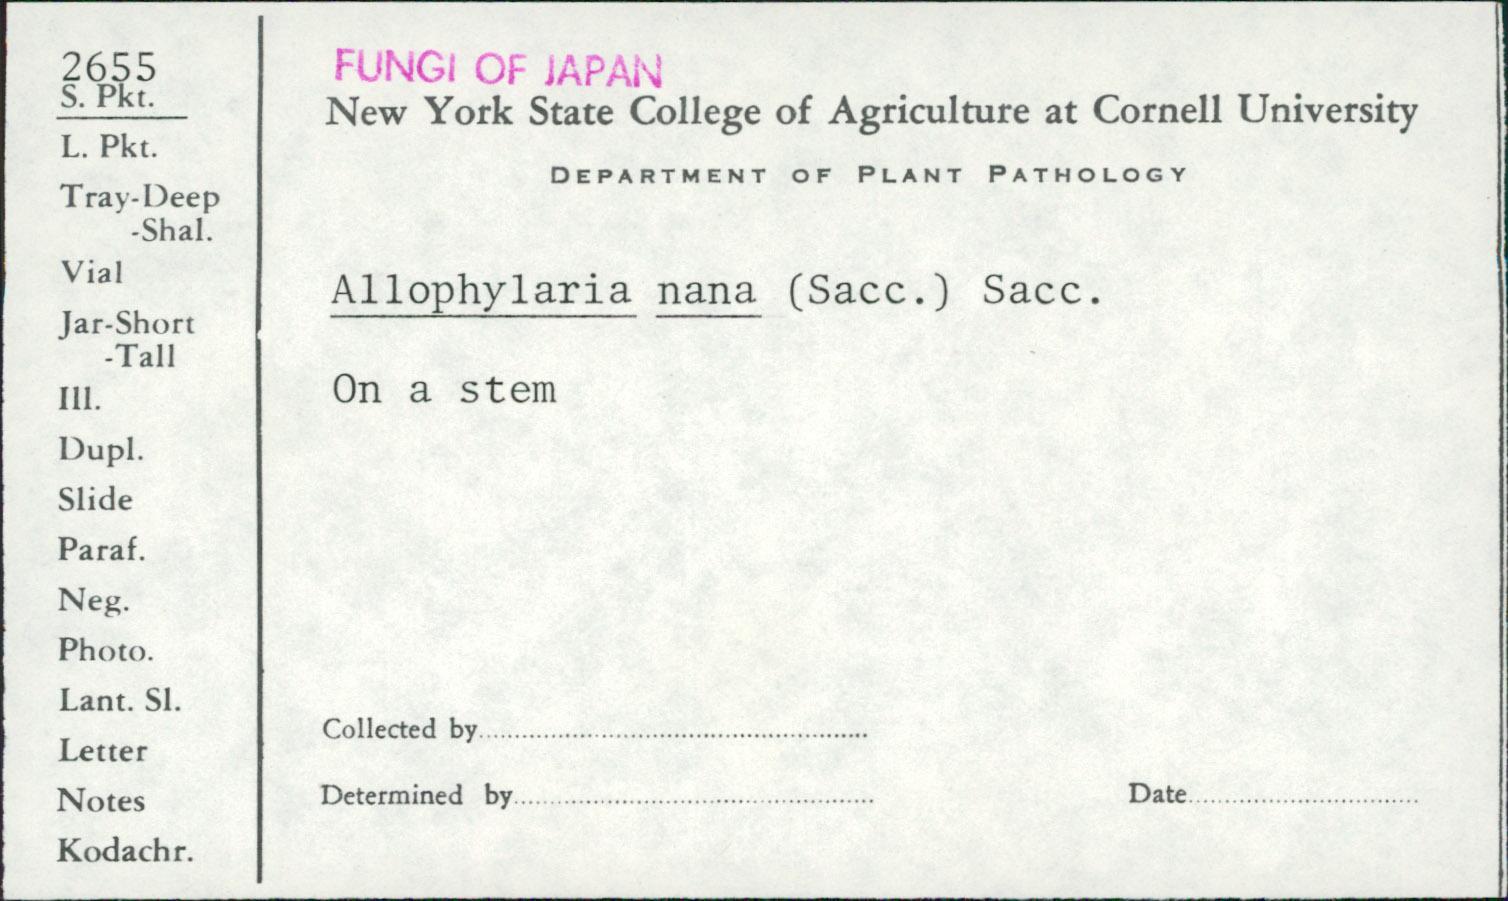 2655
S. Pkt.
L. Pkt.
Tray-Deep
-Shal.
Vial
Jar-Short
-Tall
Ill.
Dupl.
Slide
Paraf.
Neg.
Photo.
Lant. Sl.
Letter
Notes
Kodachr.
FUNGI OF JAPAN
New York State College of Agriculture at Cornell University
DEPARTMENT OF PLANT PATHOLOGY
Allophylaria nana (Sacc.) Sacc.
On a stem
Collected by
Determined by
Date